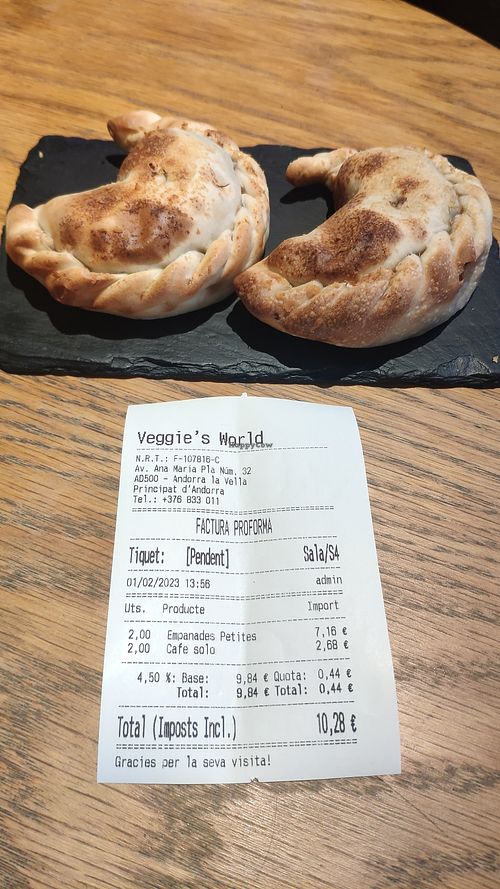 Veggie's World
HappyCow
N.R.T.: F-107816-C
Av. Ana Maria Pla Núm. 32
AD500 - Andorra la Vella
Principat d'Andorra
Tel.: +376 833 011
FACTURA PROFORMA
Tiquet: [Pendent] Sala/S4
01/02/2023 13:56 admin
Uts. Producte Import
2,00 Empanades Petites 7,16 €
2,00 Cafe solo 2,68 €
4,50 %: Base: 9,84 € Quota: 0,44 €
Total: 9,84 € Total: 0,44 €
Total (Imposts Incl.) 10,28 €
Gracies per la seva visita!